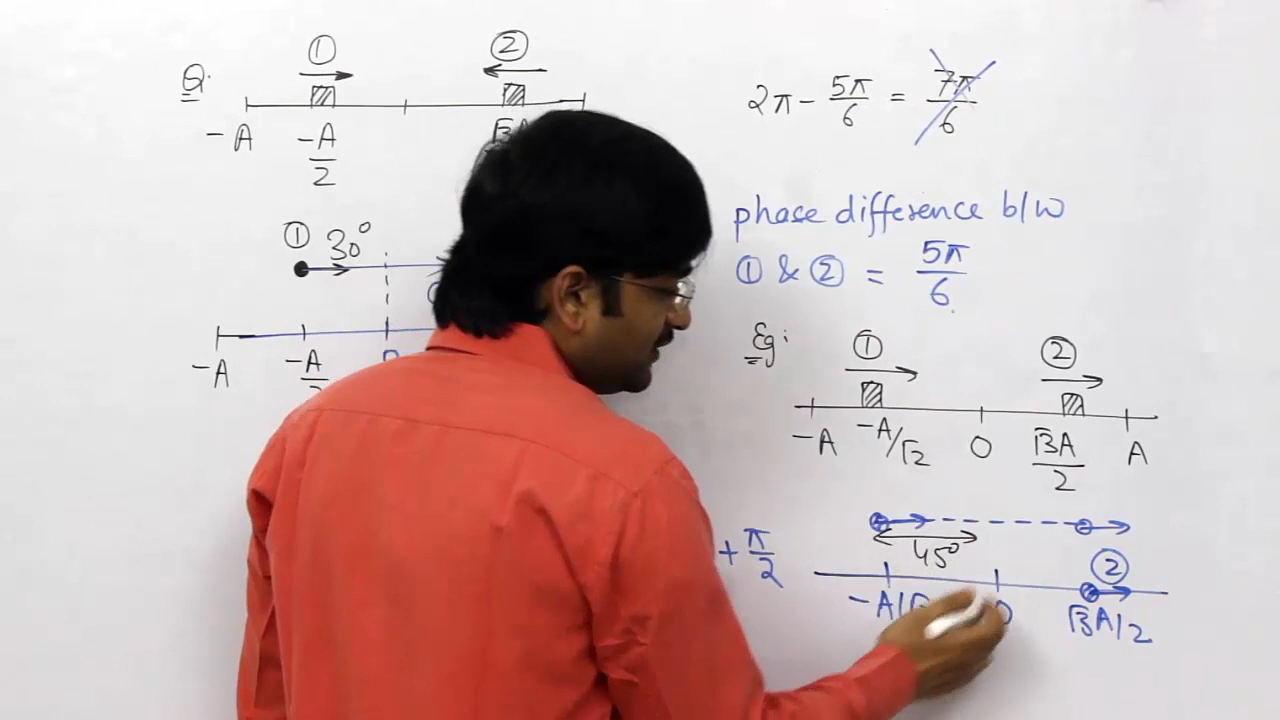 Q. ① ②
-A -A/2
① 30°
-A -A/2
2π - 5π/6 = 7π/6
phase difference b/w
① & ② = 5π/6
Eg: ① ②
-A -A/√2 0 √3A/2 A
+π/2 45° ②
√3A/2